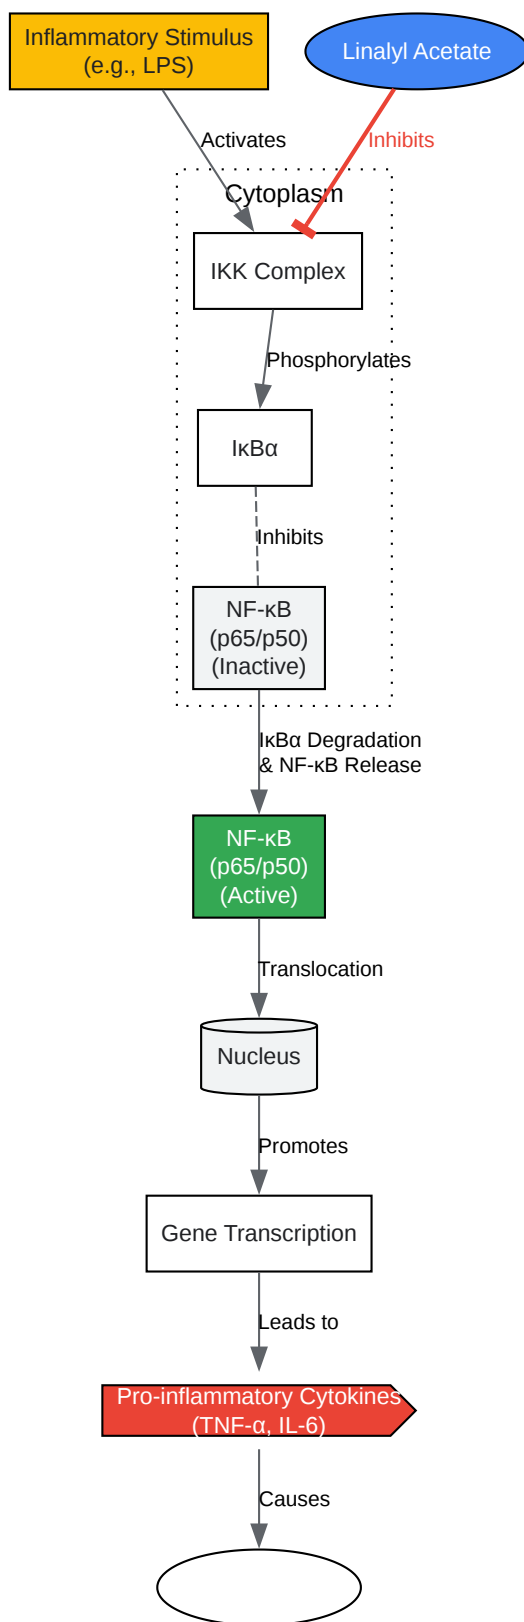 Inflammatory Stimulus
(e.g., LPS)
Linalyl Acetate
Activates
Inhibits
Cytoplasm
IKK Complex
Phosphorylates
IκBα
Inhibits
NF-κB
(p65/p50)
(Inactive)
IκBα Degradation
& NF-κB Release
NF-κB
(p65/p50)
(Active)
Translocation
Nucleus
Promotes
Gene Transcription
Leads to
Pro-inflammatory Cytokines
(TNF-α, IL-6)
Causes